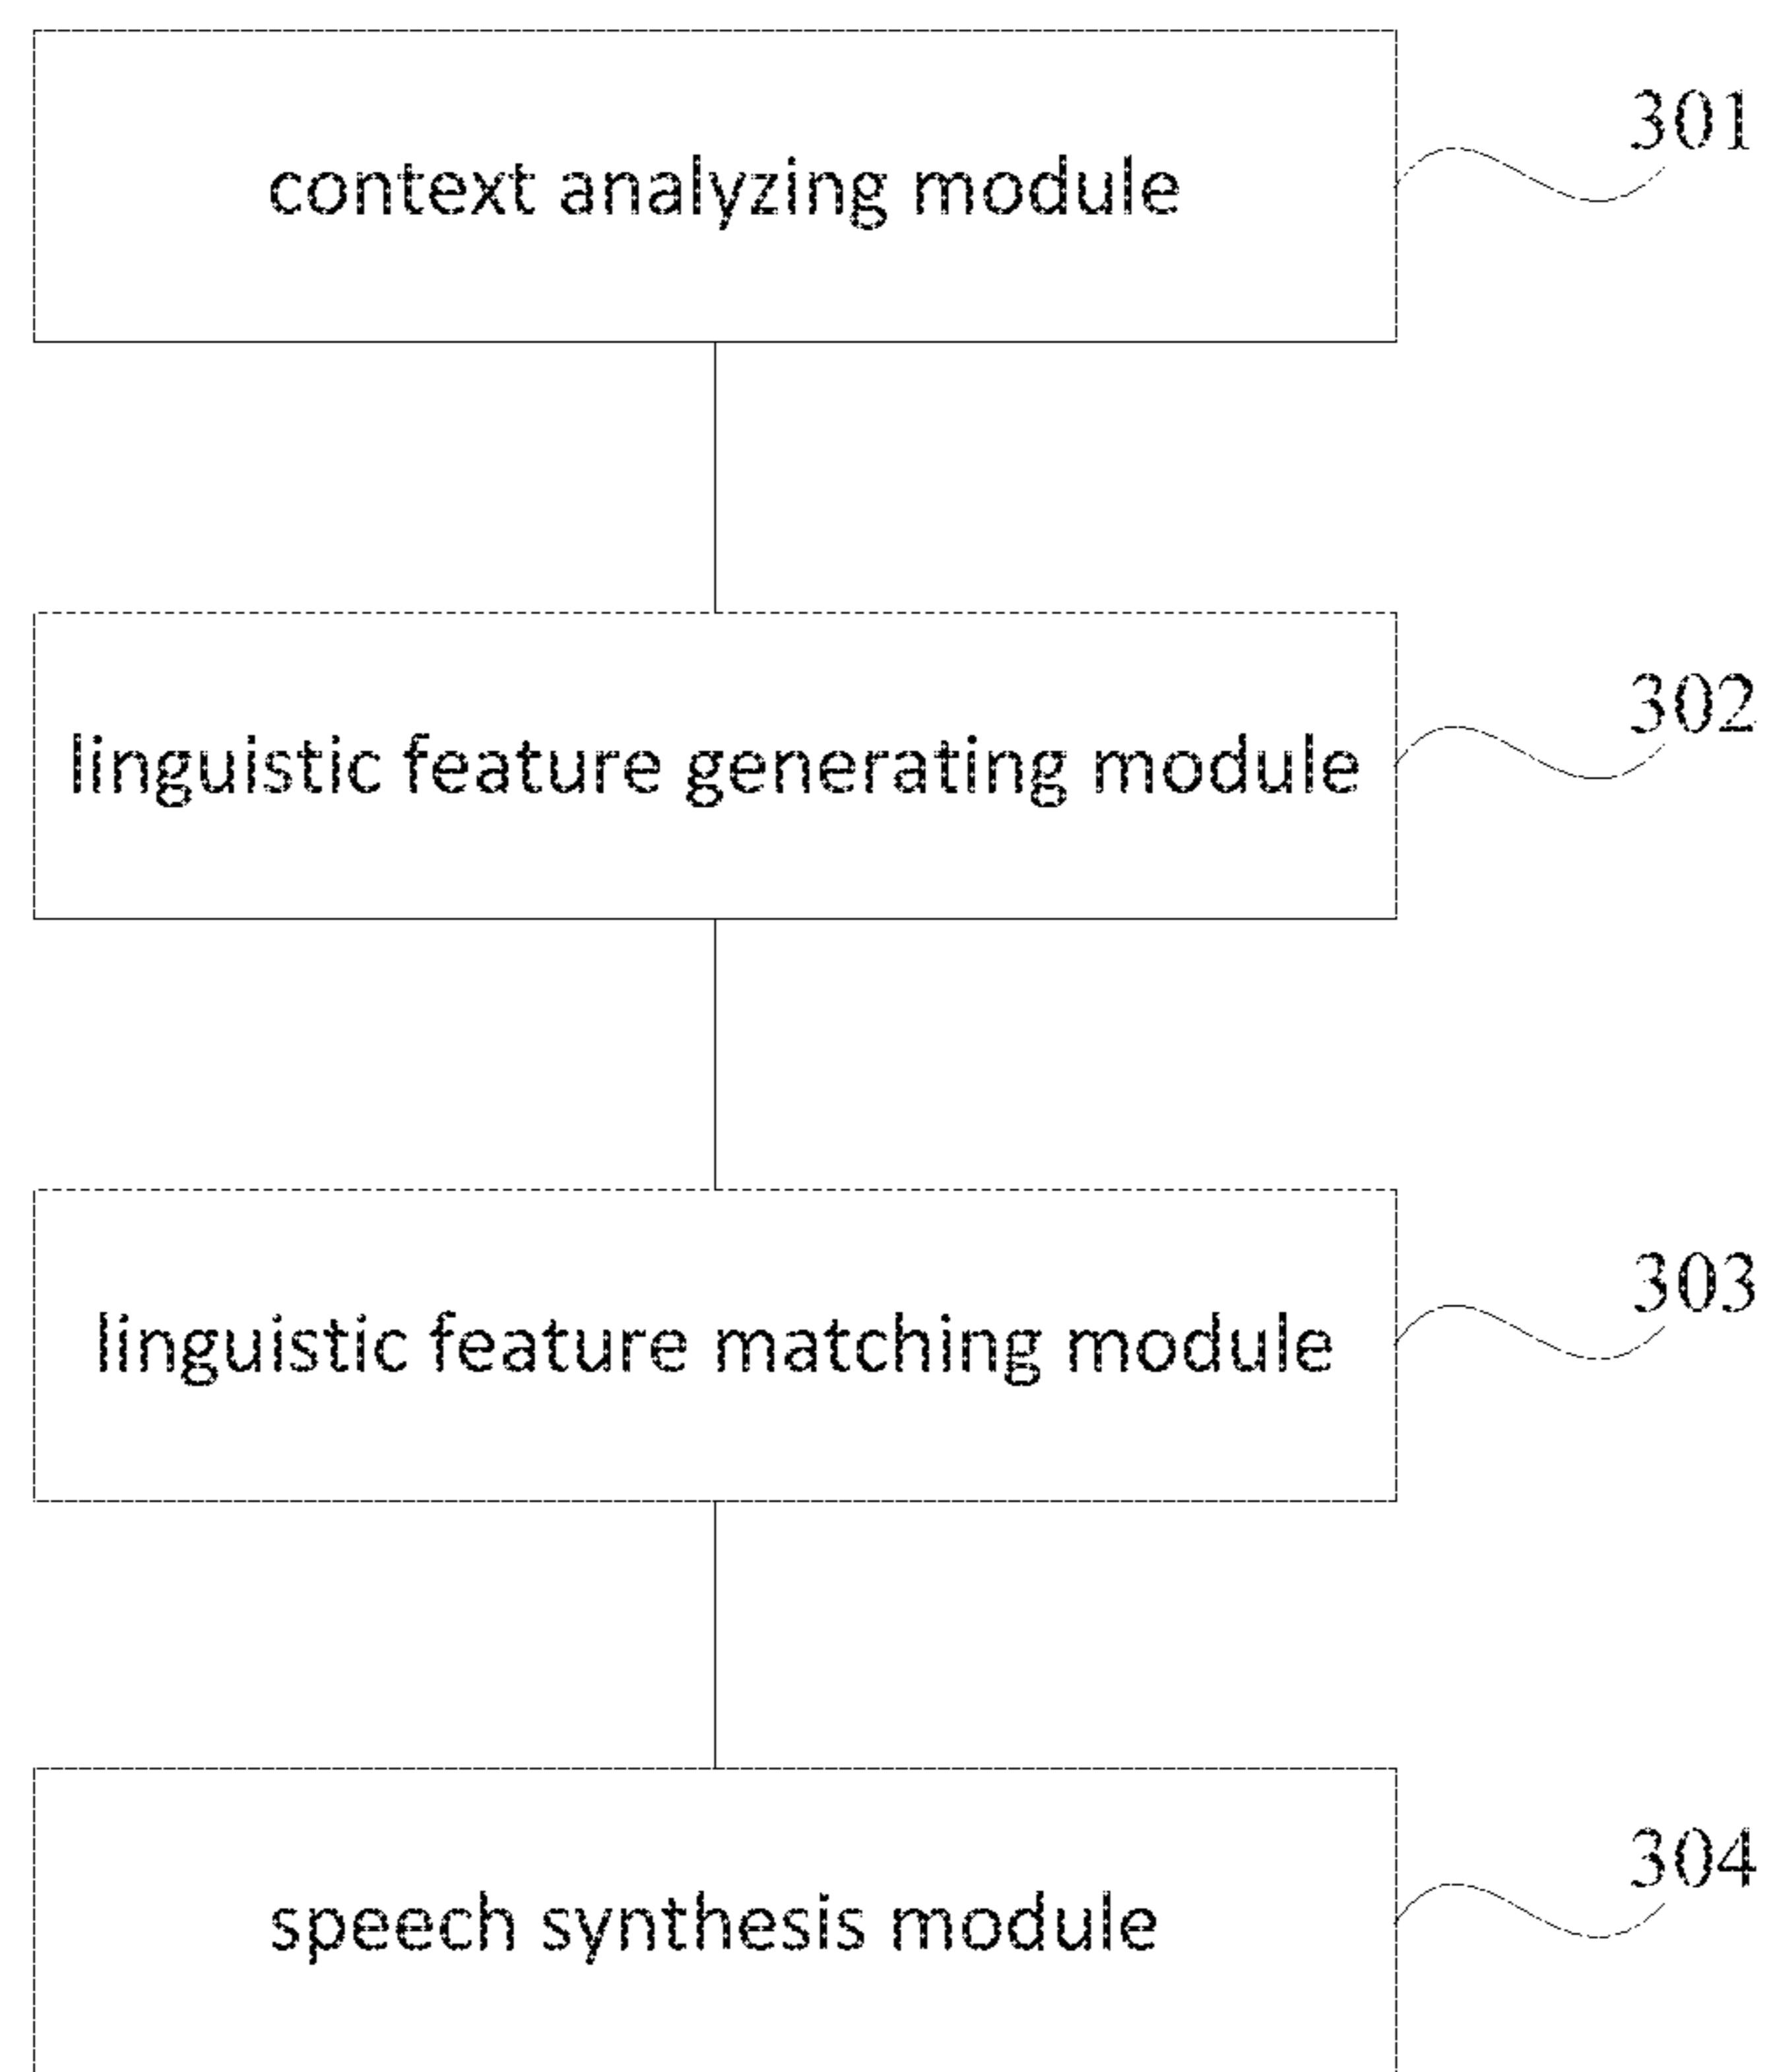 301
context analyzing module
302
linguistic feature generating module
303
linguistic feature matching module
304
speech synthesis module